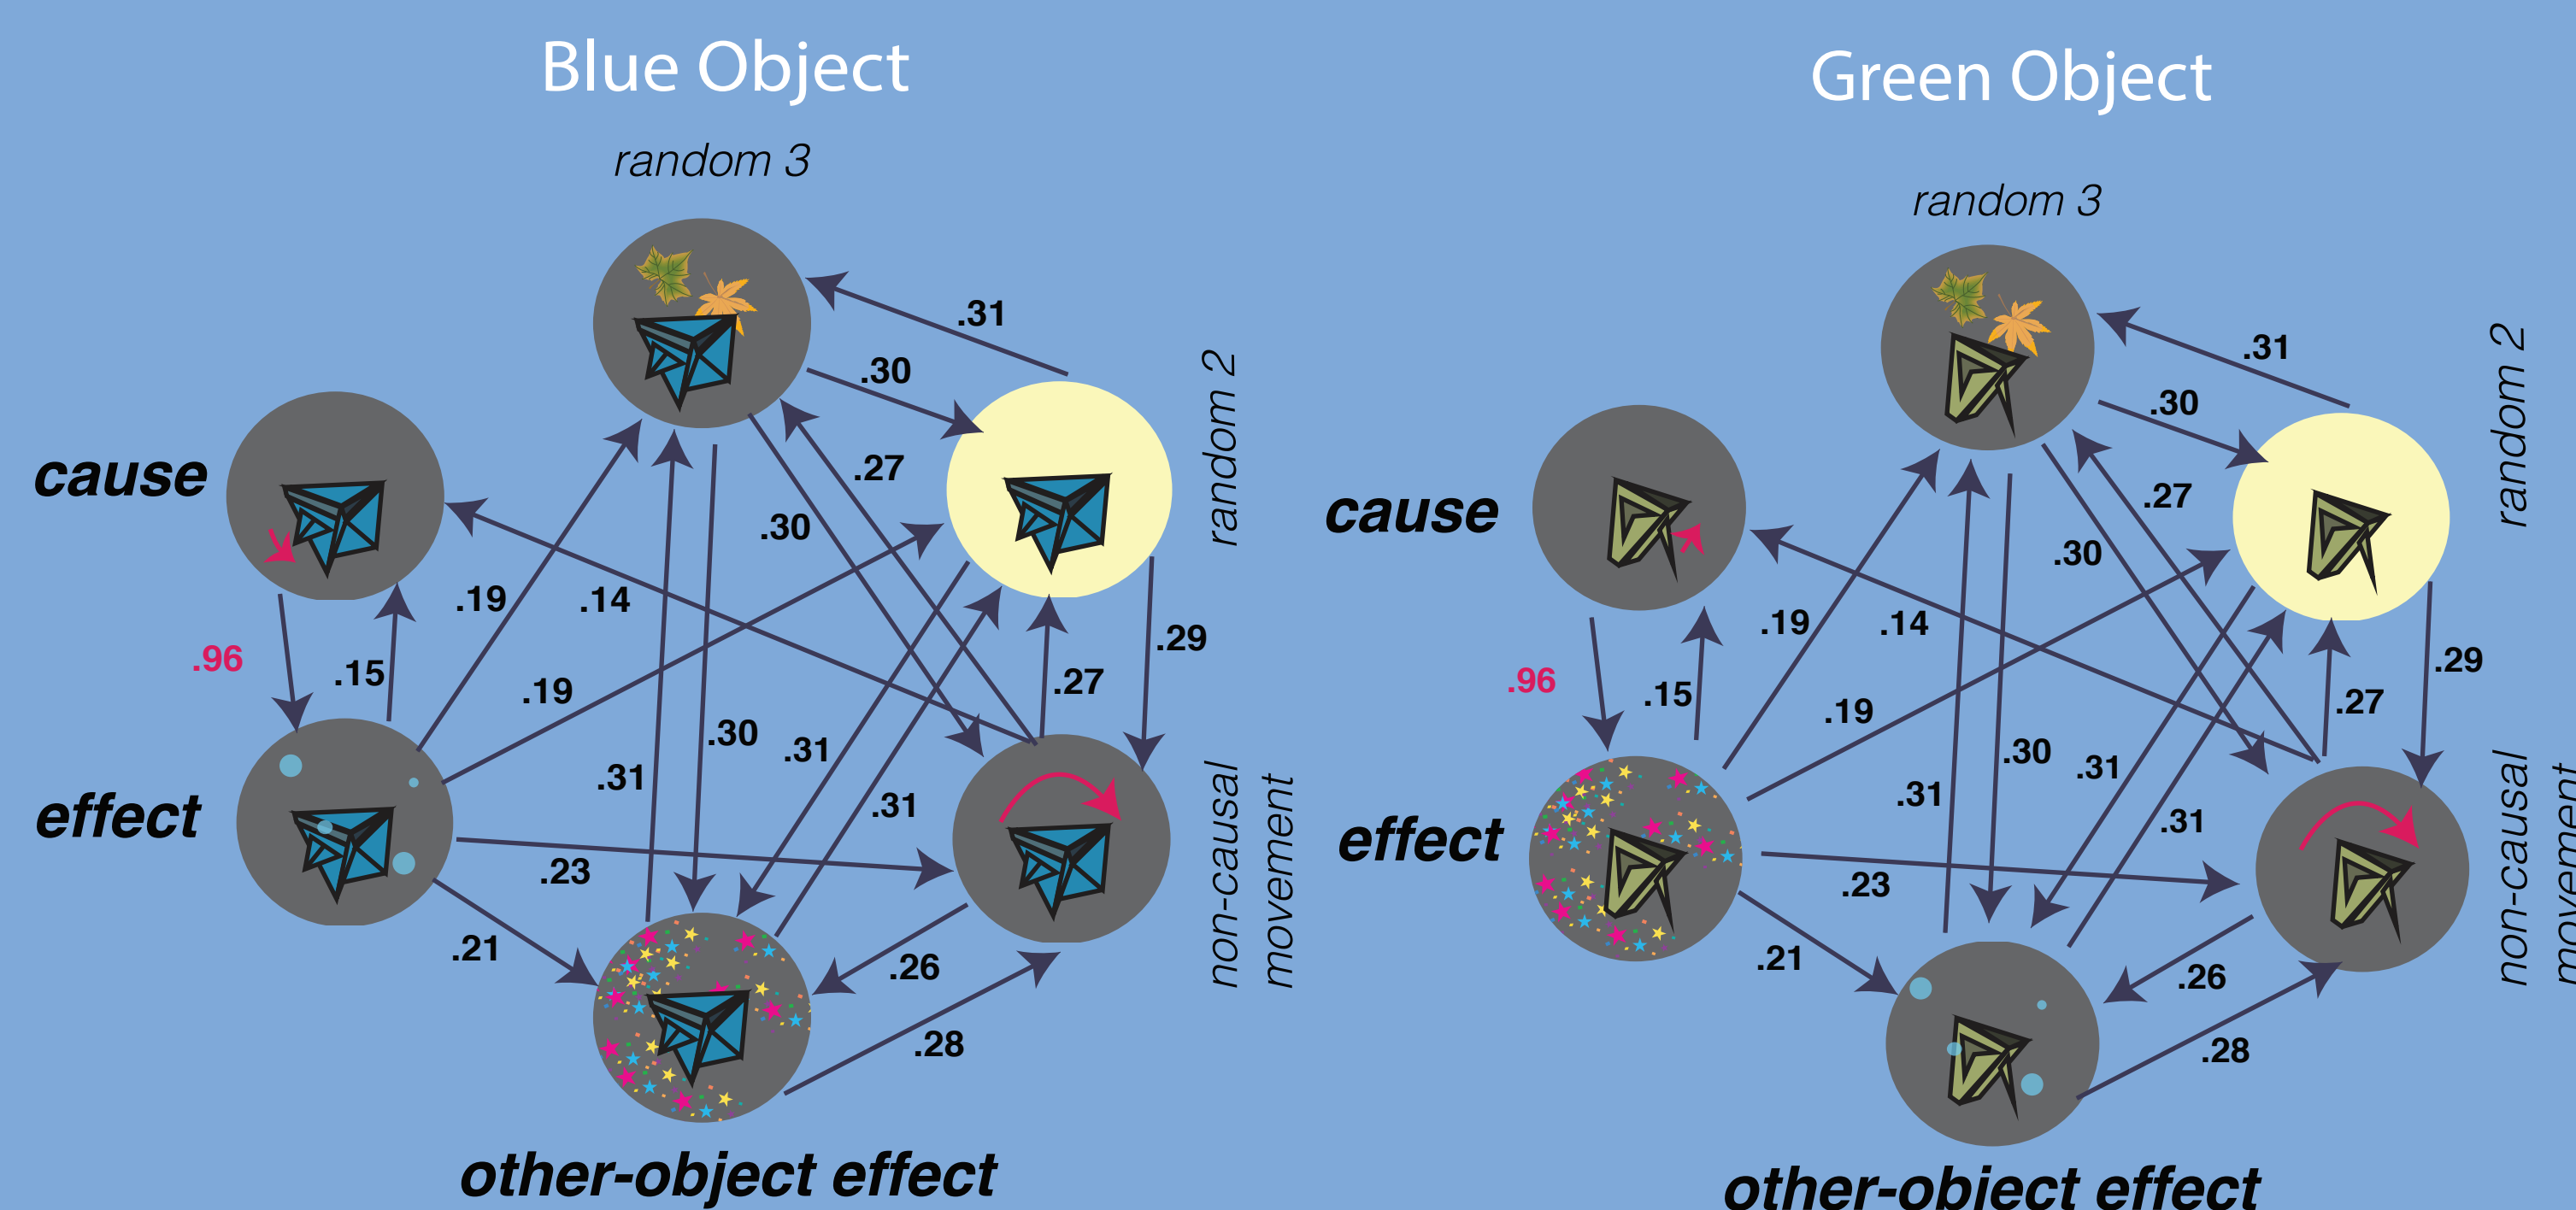 Blue Object
random 3
.31
.30
random 2
cause
.27
.30
.19
.14
.29
.96
.15
.19
.27
.30
.31
.31
.31
effect
.23
.21
.26
.28
non-causal
movement
other-object effect
Green Object
random 3
.31
.30
random 2
cause
.27
.30
.19
.14
.29
.96
.15
.19
.27
.30
.31
.31
.31
effect
.23
.21
.26
.28
non-causal
movement
other-object effect